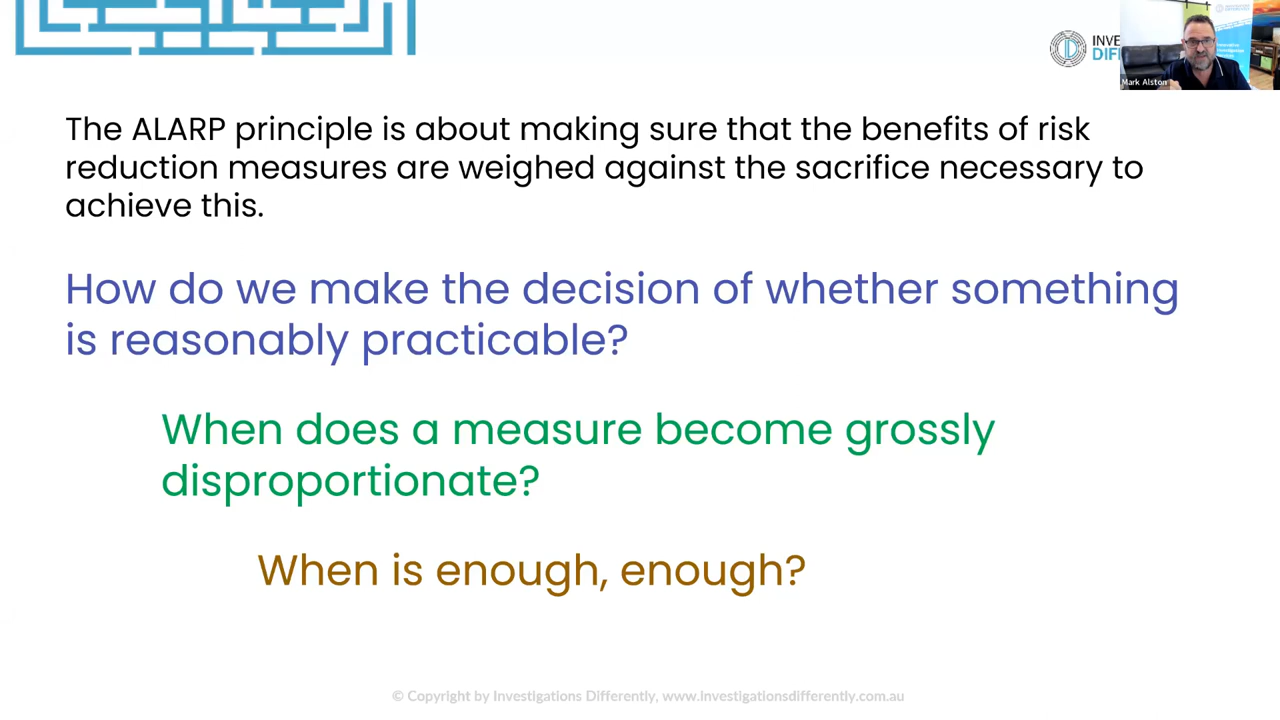 INVE
DIF
Mark Alston
The ALARP principle is about making sure that the benefits of risk
reduction measures are weighed against the sacrifice necessary to
achieve this.
How do we make the decision of whether something
is reasonably practicable?
When does a measure become grossly
disproportionate?
When is enough, enough?
© Copyright by Investigations Differently, www.investigationsdifferently.com.au